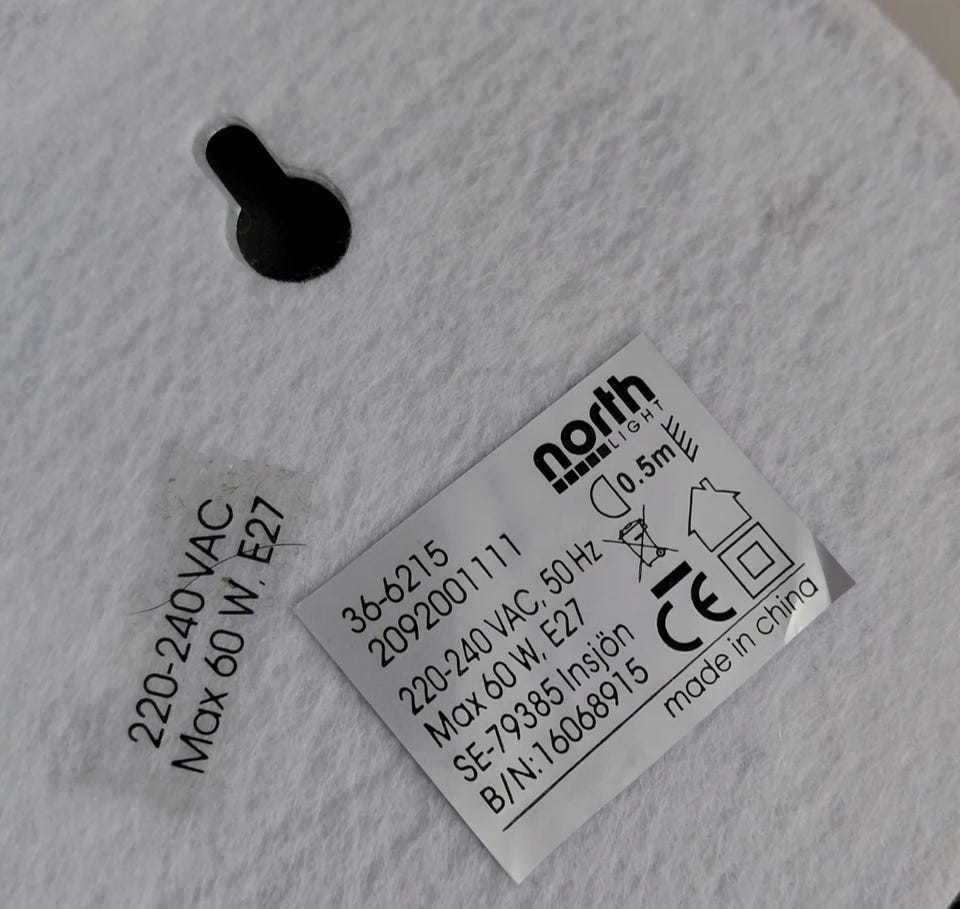 220-240 VAC
Max 60 W, E27
north
LIGHT
0.5m
36-6215
209200111
220-240 VAC, 50 Hz
Max 60 W, E27
SE-79385 Insjön
B/N:16068915
CE
made in china